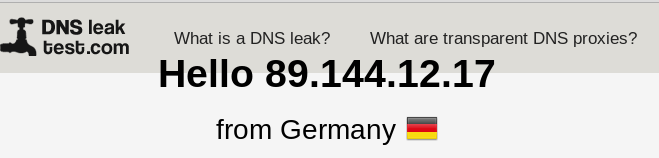 DNS leak
test.com
What is a DNS leak? What are transparent DNS proxies?
Hello 89.144.12.17
from Germany